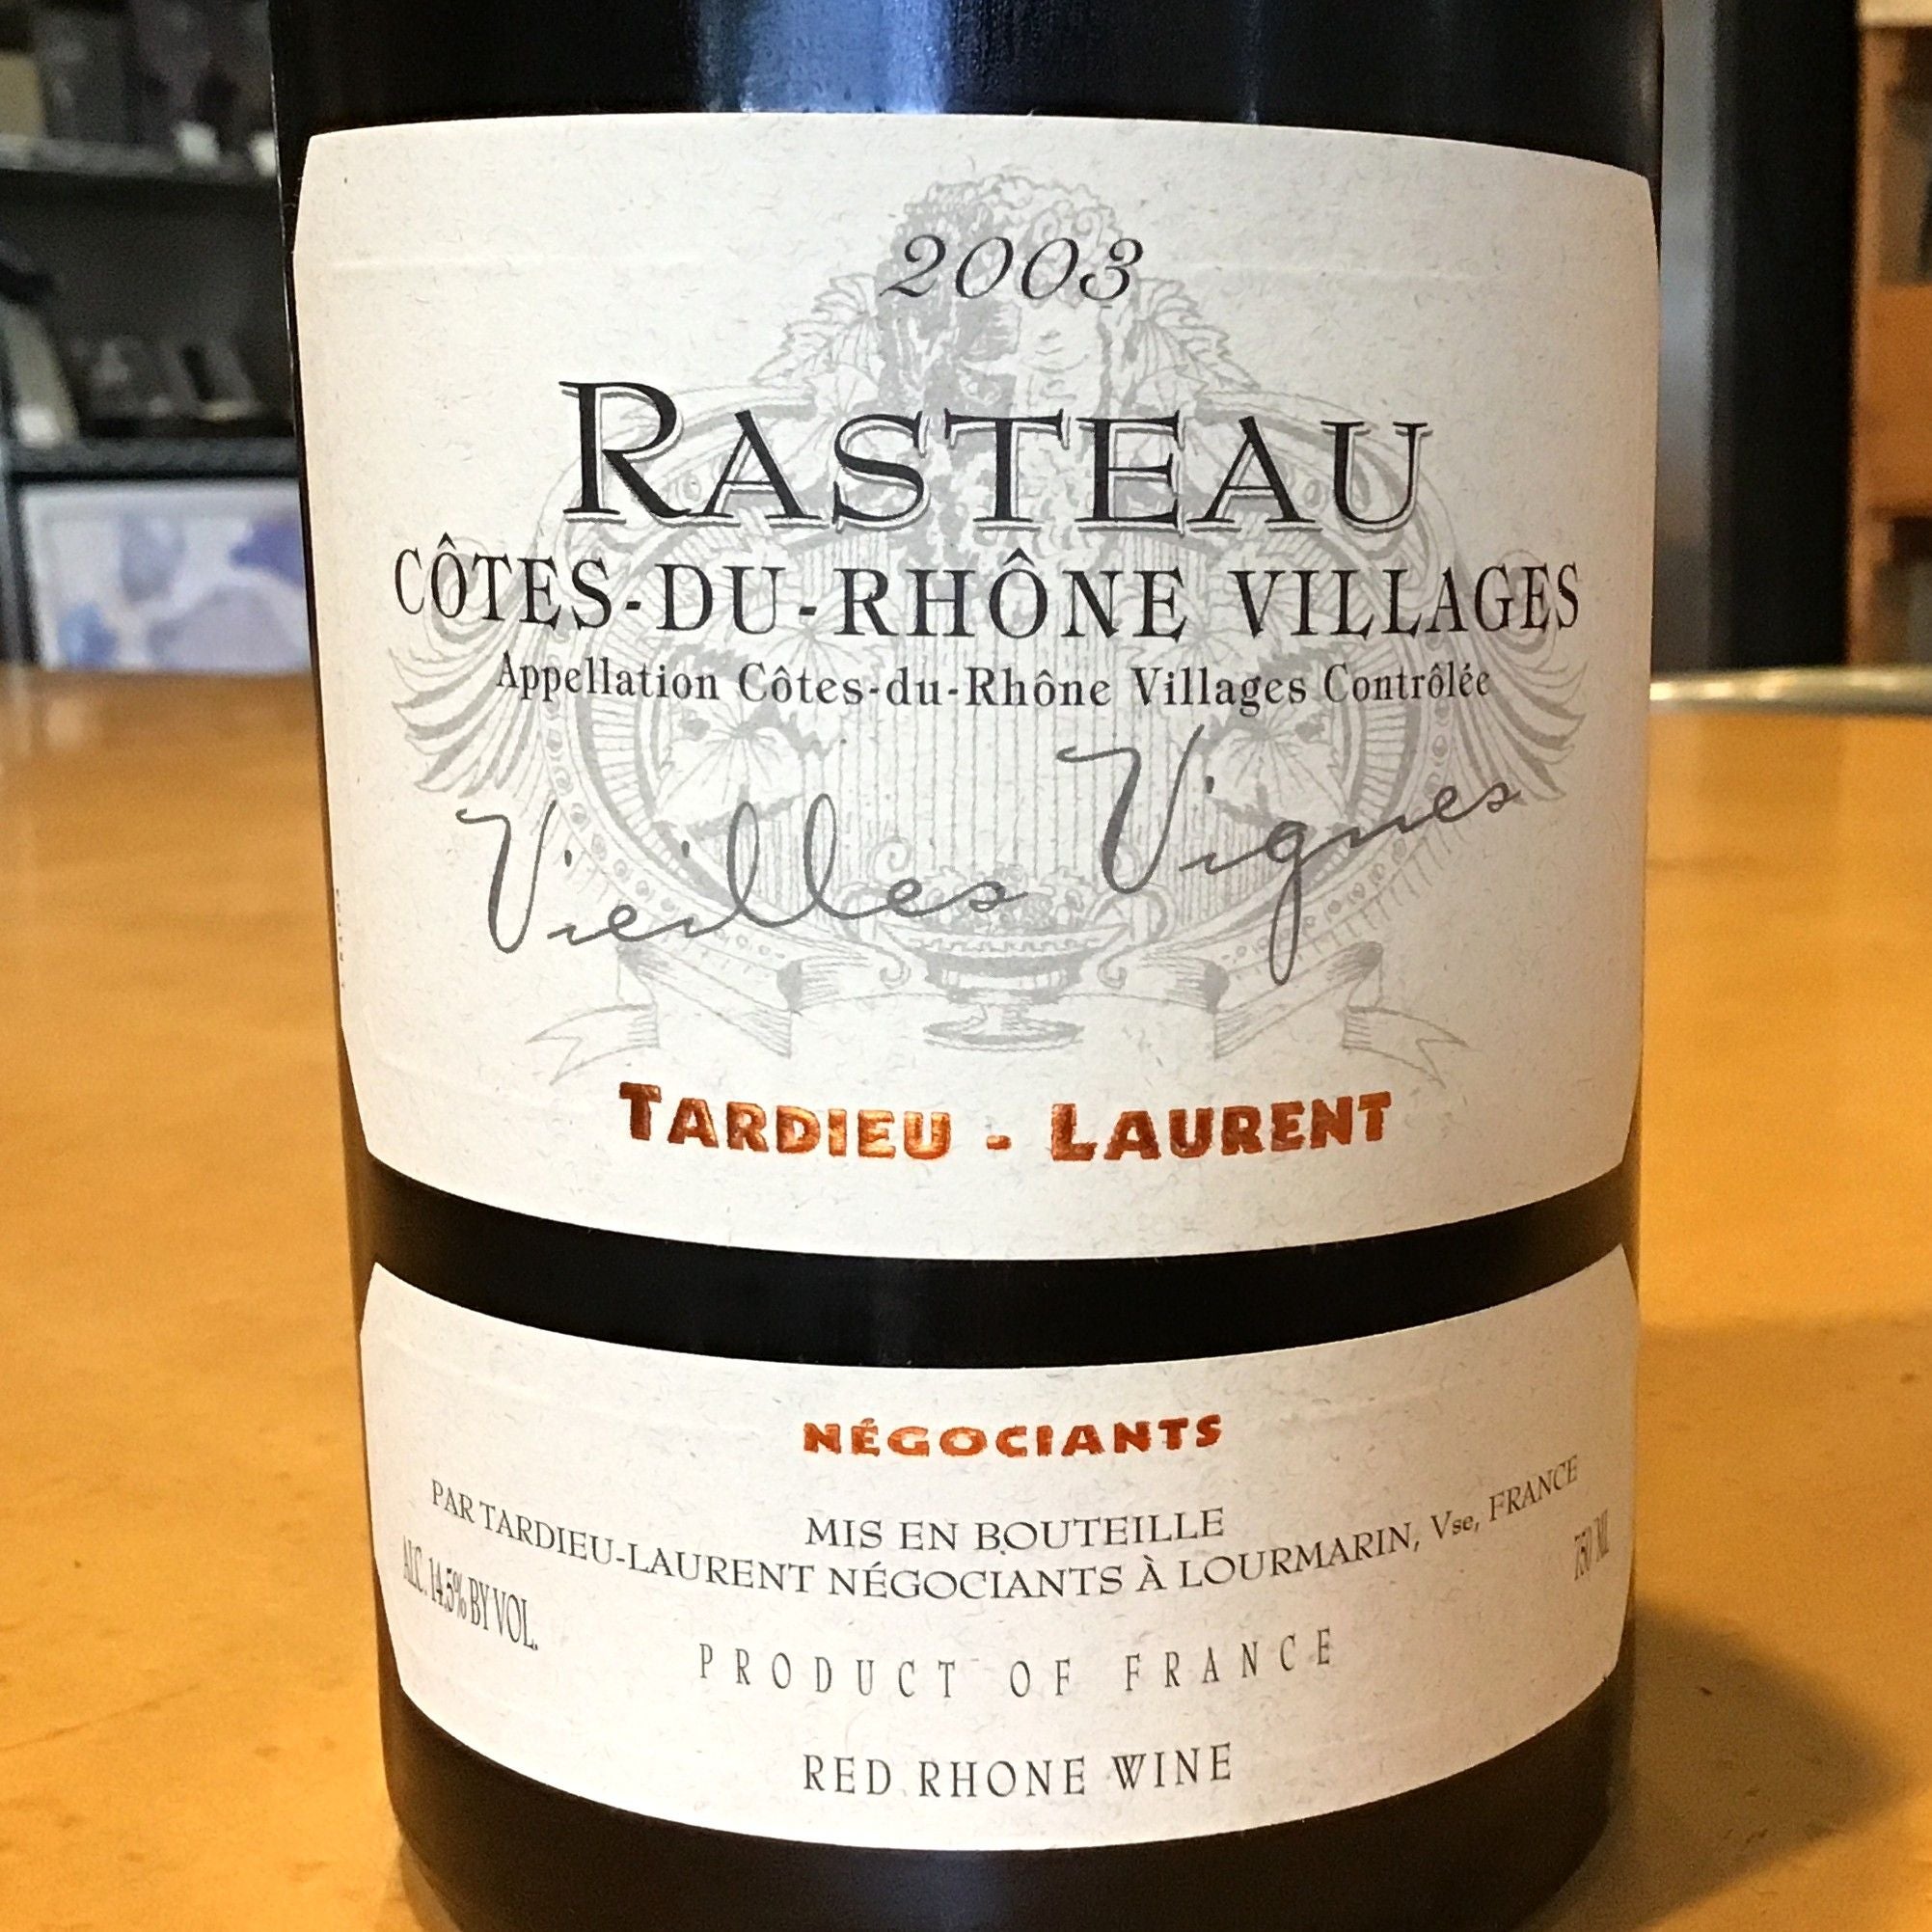 2003
RASTEAU
CÔTES-DU-RHÔNE VILLAGES
Appellation Côtes-du-Rhône Villages Contrôlée
Vieilles Vignes
TARDIEU - LAURENT
NÉGOCIANTS
MIS EN BOUTEILLE
PAR TARDIEU-LAURENT NÉGOCIANTS À LOURMARIN, Vse, FRANCE
ALC. 14.5% BY VOL.
750 ML
PRODUCT OF FRANCE
RED RHONE WINE